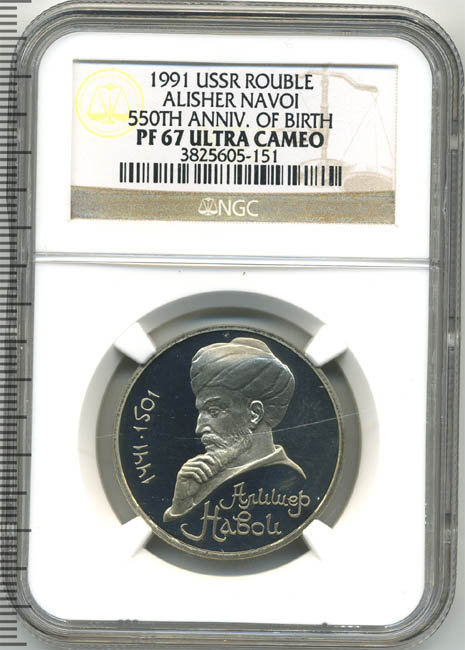 1991 USSR ROUBLE
ALISHER NAVOI
550TH ANNIV. OF BIRTH
PF 67 ULTRA CAMEO
3825605-151
NGC
1441·1501
Алишер
Навои